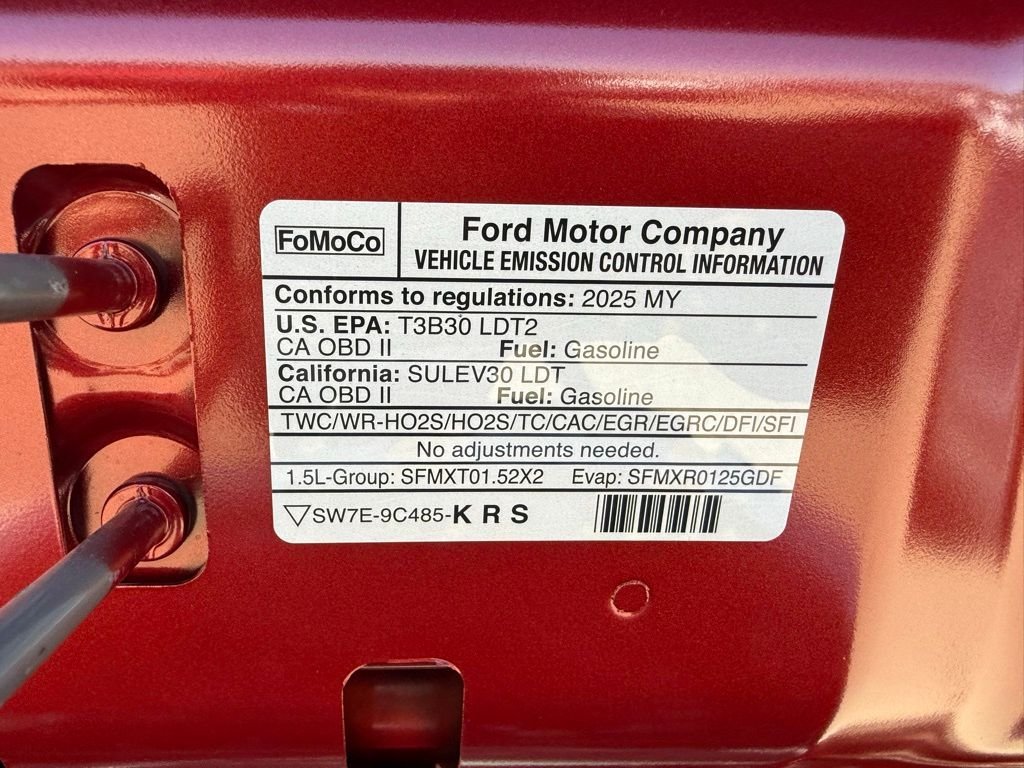 FoMoCo
Ford Motor Company
VEHICLE EMISSION CONTROL INFORMATION
Conforms to regulations: 2025 MY
U.S. EPA: T3B30 LDT2
CA OBD II Fuel: Gasoline
California: SULEV30 LDT
CA OBD II Fuel: Gasoline
TWC/WR-HO2S/HO2S/TC/CAC/EGR/EGRC/DFI/SFI
No adjustments needed.
1.5L-Group: SFMXT01.52X2 Evap: SFMXR0125GDF
SW7E-9C485-K R S